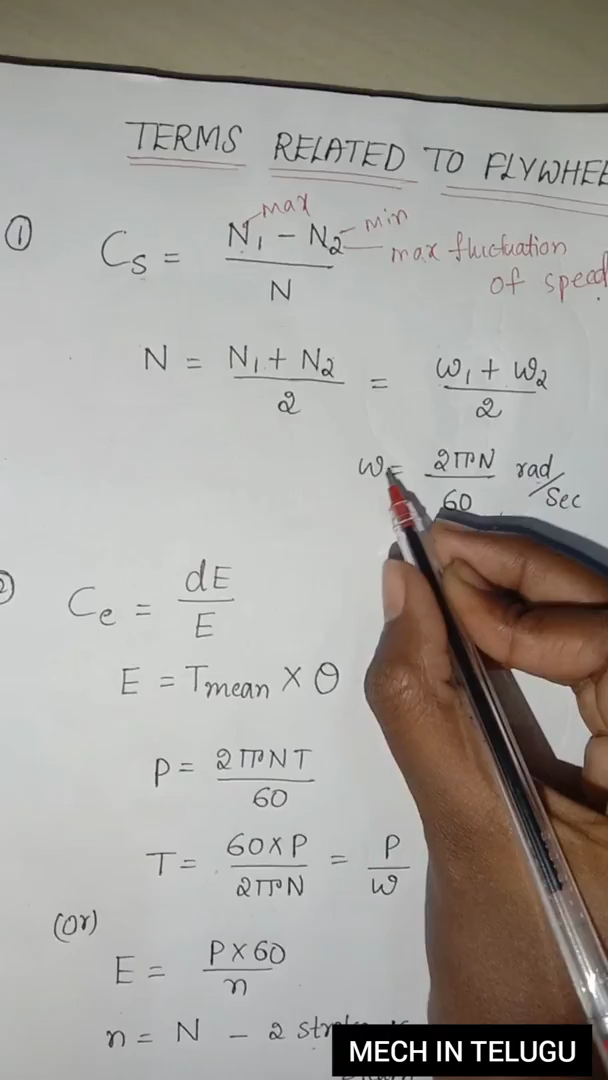 TERMS RELATED TO FLYWHEE
① Cs = N1 - N2 / N
max
min
max fluctuation
of speed
N = N1 + N2 / 2 = ω1 + ω2 / 2
ω = 2πN / 60 rad/sec
② Ce = dE / E
E = Tmean × θ
P = 2πNT / 60
T = 60×P / 2πN = P / ω
(Or)
E = P×60 / n
n = N - 2
MECH IN TELUGU